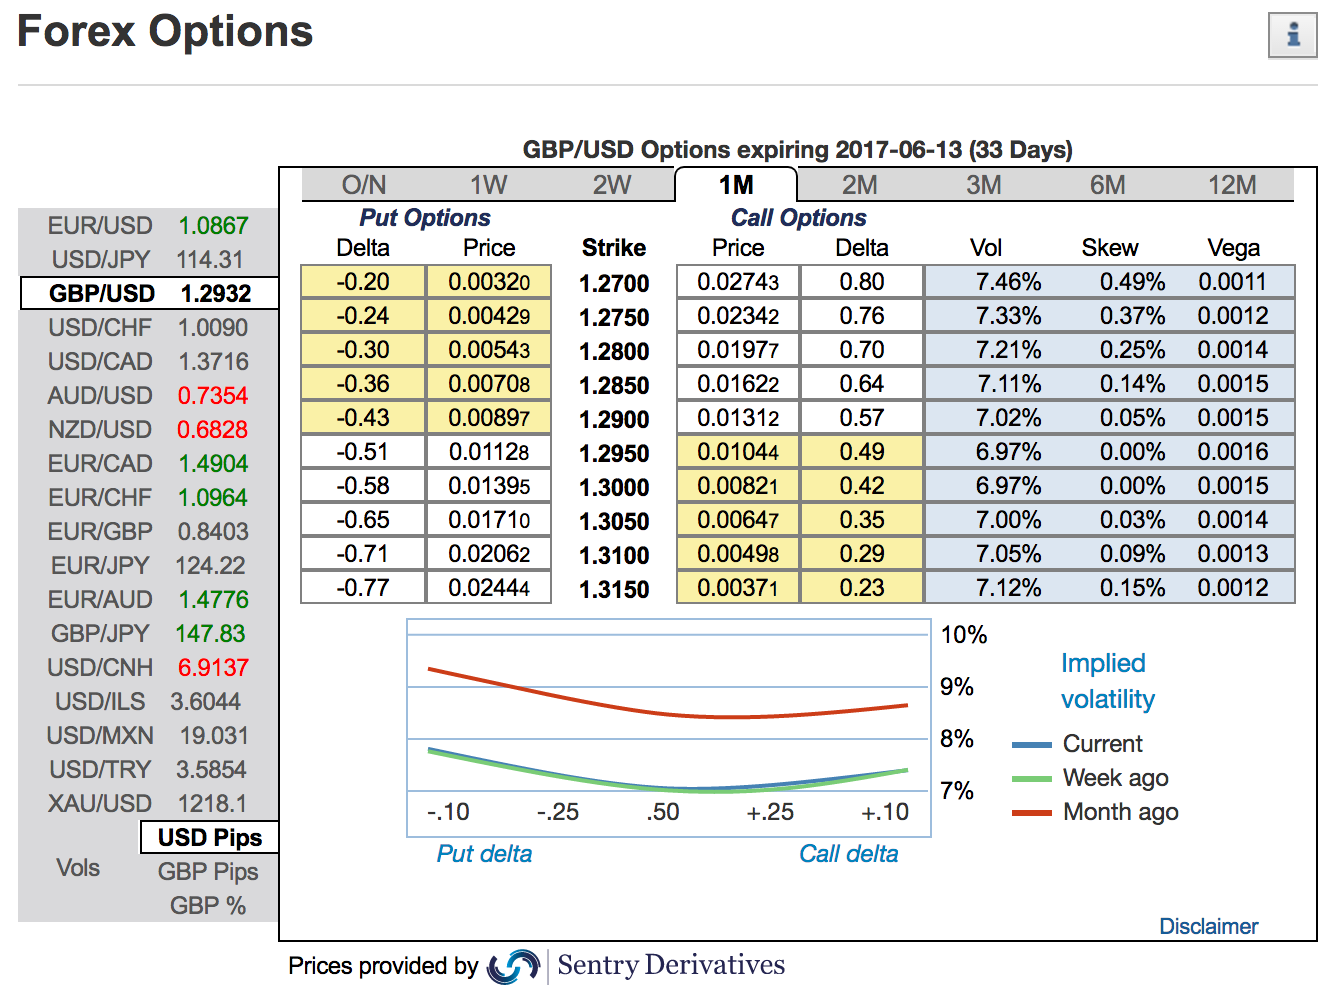 Forex Options
i
GBP/USD Options expiring 2017-06-13 (33 Days)
O/N 1W 2W 1M 2M 3M 6M 12M
Put Options Call Options
Delta Price Strike Price Delta Vol Skew Vega
-0.20 0.00320 1.2700 0.02743 0.80 7.46% 0.49% 0.0011
-0.24 0.00429 1.2750 0.02342 0.76 7.33% 0.37% 0.0012
-0.30 0.00543 1.2800 0.01977 0.70 7.21% 0.25% 0.0014
-0.36 0.00708 1.2850 0.01622 0.64 7.11% 0.14% 0.0015
-0.43 0.00897 1.2900 0.01312 0.57 7.02% 0.05% 0.0015
-0.51 0.01128 1.2950 0.01044 0.49 6.97% 0.00% 0.0016
-0.58 0.01395 1.3000 0.00821 0.42 6.97% 0.00% 0.0015
-0.65 0.01710 1.3050 0.00647 0.35 7.00% 0.03% 0.0014
-0.71 0.02062 1.3100 0.00498 0.29 7.05% 0.09% 0.0013
-0.77 0.02444 1.3150 0.00371 0.23 7.12% 0.15% 0.0012
EUR/USD 1.0867
USD/JPY 114.31
GBP/USD 1.2932
USD/CHF 1.0090
USD/CAD 1.3716
AUD/USD 0.7354
NZD/USD 0.6828
EUR/CAD 1.4904
EUR/CHF 1.0964
EUR/GBP 0.8403
EUR/JPY 124.22
EUR/AUD 1.4776
GBP/JPY 147.83
USD/CNH 6.9137
USD/ILS 3.6044
USD/MXN 19.031
USD/TRY 3.5854
XAU/USD 1218.1
USD Pips
Vols GBP Pips
GBP %
10%
9%
8%
7%
-.10 -.25 .50 +.25 +.10
Put delta Call delta
Implied
volatility
Current
Week ago
Month ago
Disclaimer
Prices provided by Sentry Derivatives